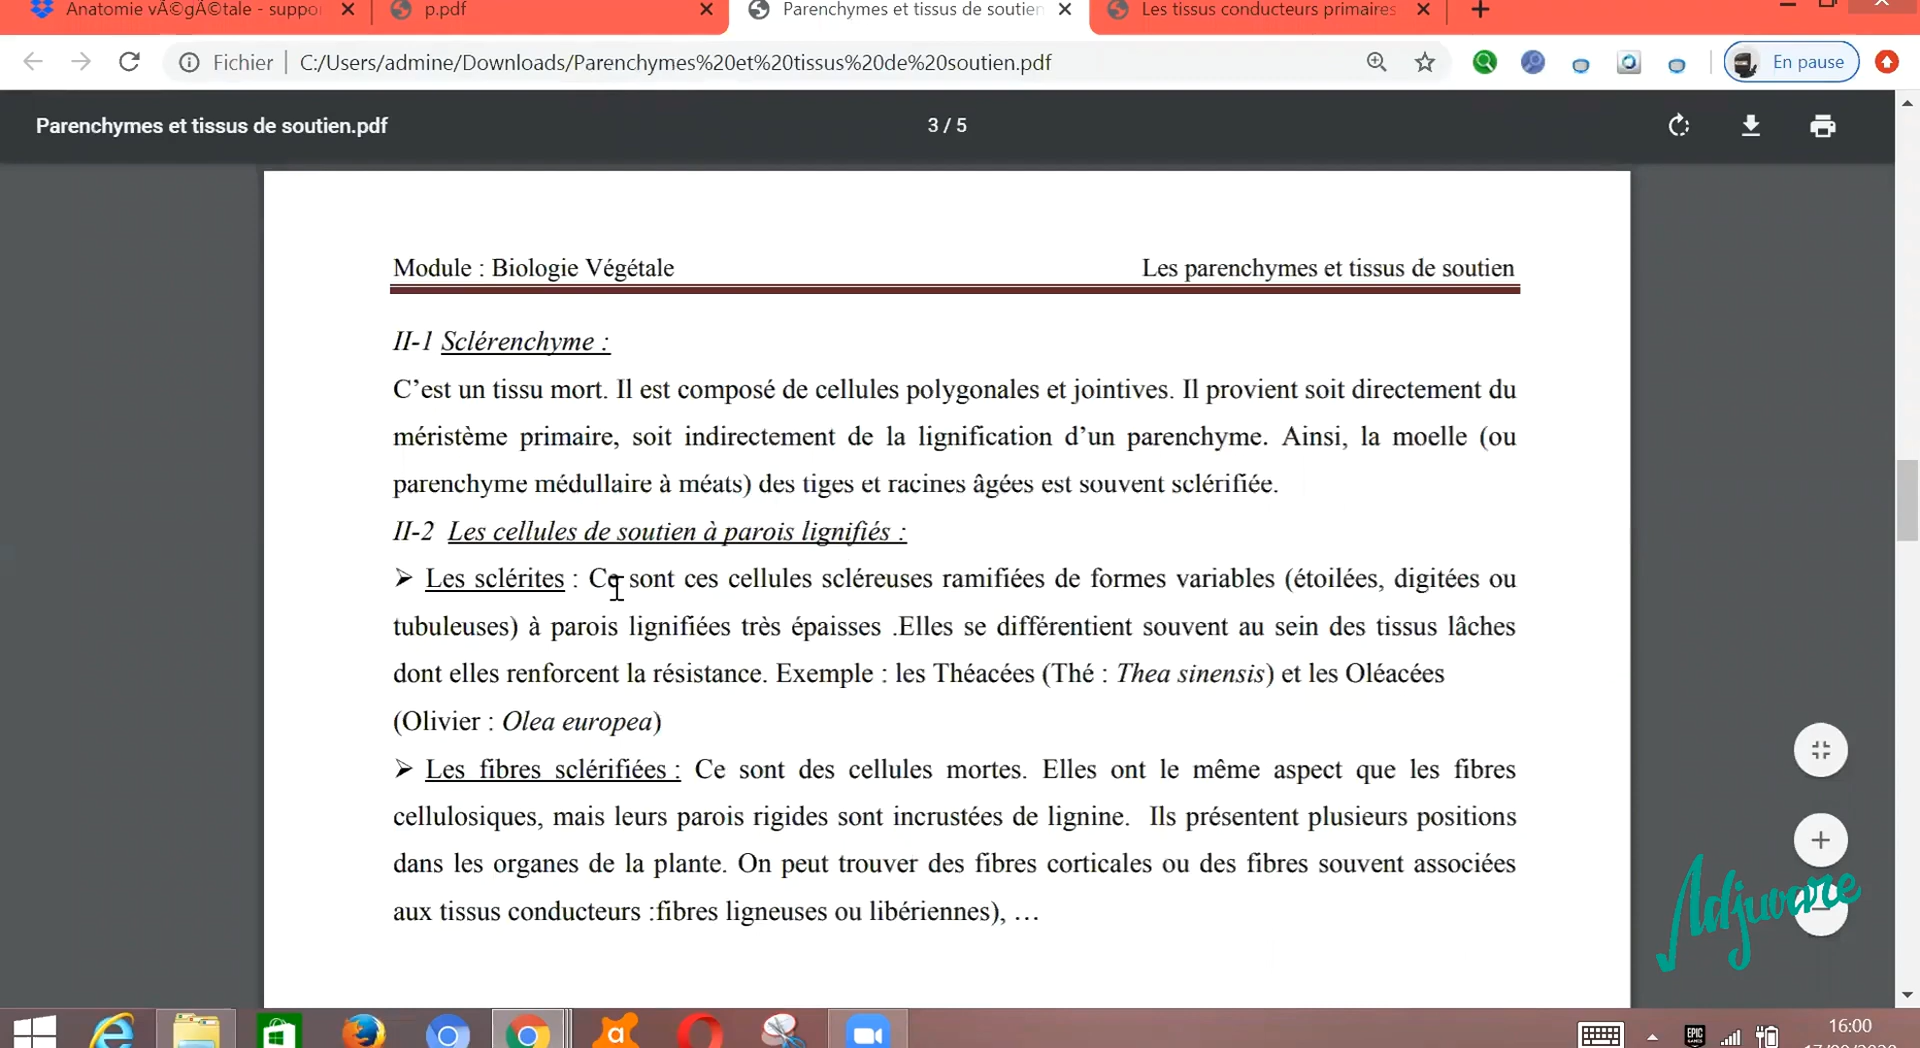 Anatomie vÃ©gÃ©tale - suppo
p.pdf
Parenchymes et tissus de soutien
Les tissus conducteurs primaires
Fichier
C:/Users/admine/Downloads/Parenchymes%20et%20tissus%20de%20soutien.pdf
En pause
Parenchymes et tissus de soutien.pdf
3 / 5
Module : Biologie Végétale
Les parenchymes et tissus de soutien
II-1 Sclérenchyme :
C’est un tissu mort. Il est composé de cellules polygonales et jointives. Il provient soit directement du
méristème primaire, soit indirectement de la lignification d’un parenchyme. Ainsi, la moelle (ou
parenchyme médullaire à méats) des tiges et racines âgées est souvent sclérifiée.
II-2 Les cellules de soutien à parois lignifiés :
➢ Les sclérites : Ce sont ces cellules scléreuses ramifiées de formes variables (étoilées, digitées ou
tubuleuses) à parois lignifiées très épaisses .Elles se différentient souvent au sein des tissus lâches
dont elles renforcent la résistance. Exemple : les Théacées (Thé : Thea sinensis) et les Oléacées
(Olivier : Olea europea)
➢ Les fibres sclérifiées : Ce sont des cellules mortes. Elles ont le même aspect que les fibres
cellulosiques, mais leurs parois rigides sont incrustées de lignine. Ils présentent plusieurs positions
dans les organes de la plante. On peut trouver des fibres corticales ou des fibres souvent associées
aux tissus conducteurs :fibres ligneuses ou libériennes), …
Adjuvare
EPIC
16:00